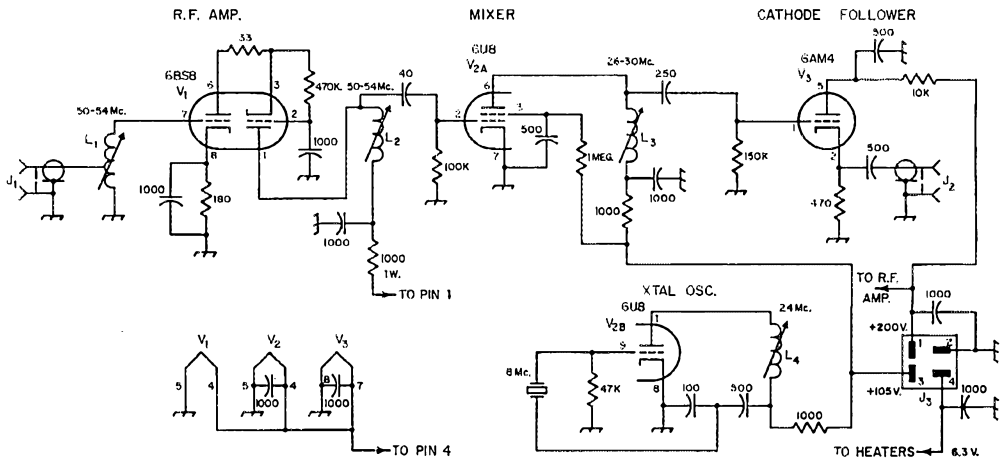 R.F. AMP.
MIXER
CATHODE FOLLOWER
6BS8
V1
50-54Mc.
L1
J1
7
6
3
2
8
1
33
470K.
1000
1000
180
50-54Mc.
L2
1000
1000
1W.
TO PIN 1
40
100K
6U8
V2A
2
6
3
7
500
1MEG.
26-30Mc.
L3
250
1000
1000
150K
6AM4
V3
5
1
2
500
10K
500
470
J2
V1
5
4
V2
5
4
1000
V3
8
7
1000
TO PIN 4
XTAL OSC.
6U8
V2B
1
9
8
8Mc.
47K
100
500
24Mc.
L4
1000
TO R.F.
AMP.
+200V.
1000
1
2
3
4
+105V.
J3
1000
TO HEATERS
6.3 V.